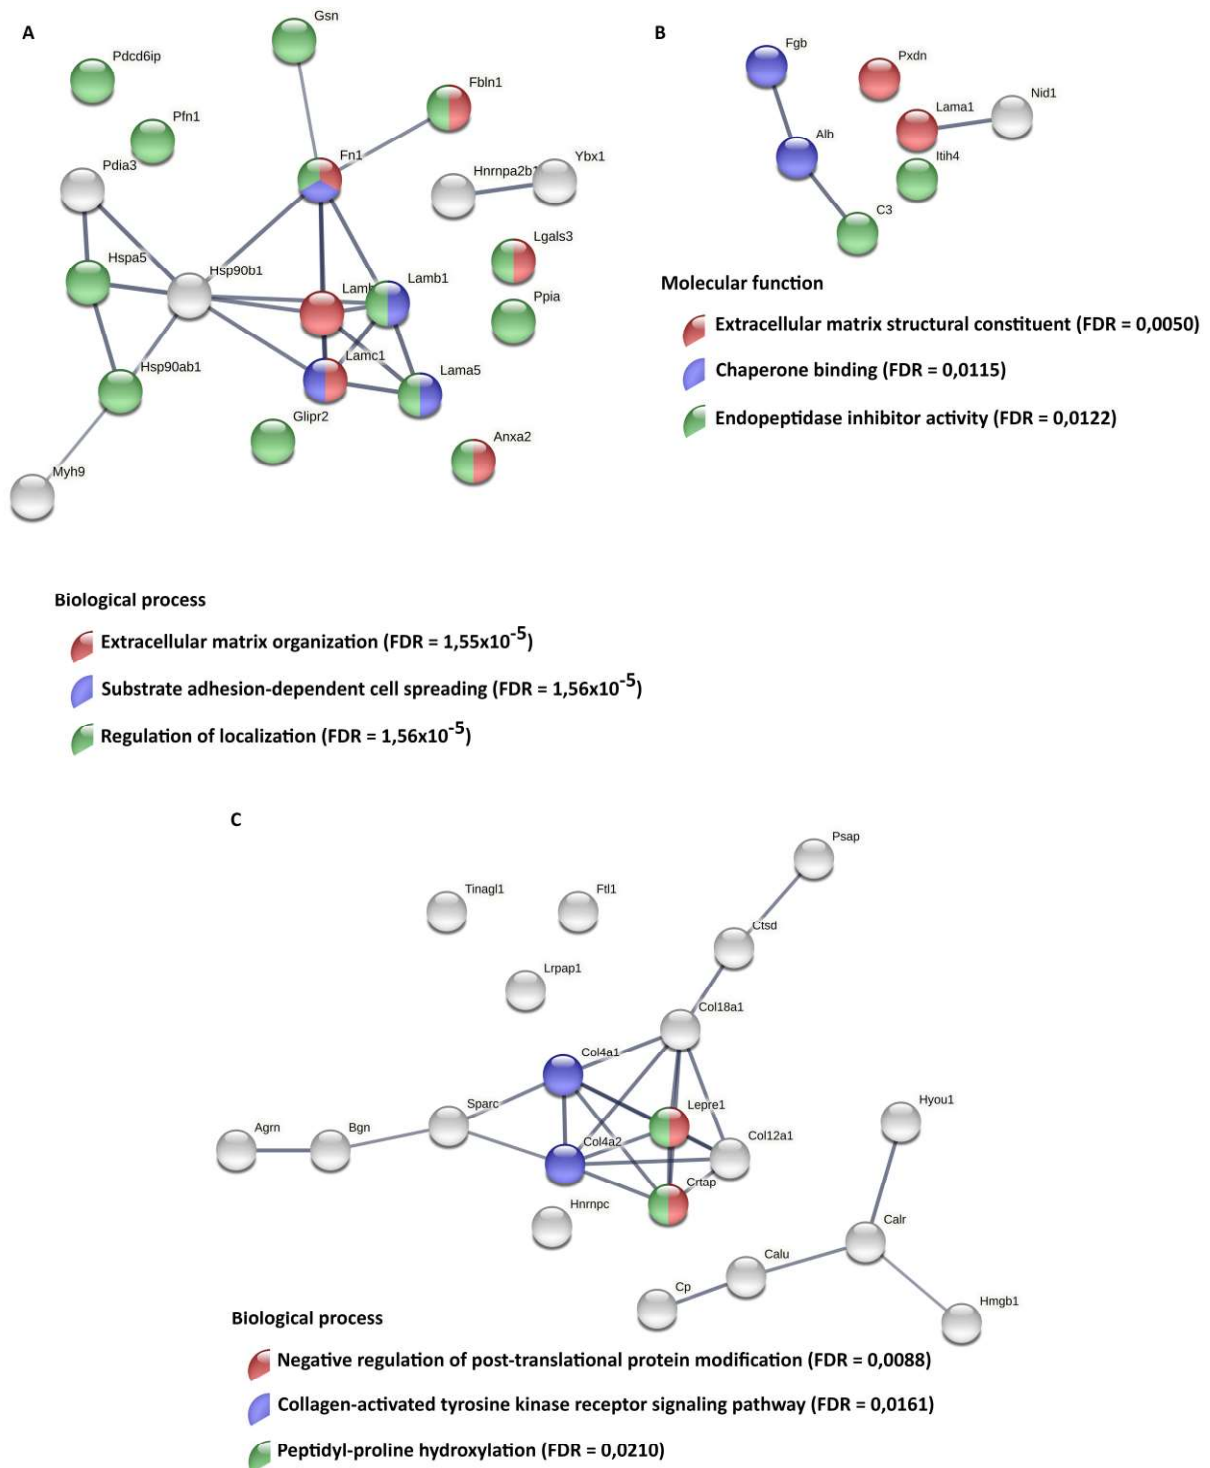 A
Gsn
Pdcd6ip
Fbln1
Pfn1
Fn1
Pdia3
Hnrnpa2b1
Ybx1
Lgals3
Hspa5
Hsp90b1
Lamb1
Ppia
Hsp90ab1
Lamc1
Lama5
Glipr2
Anxa2
Myh9
Biological process
Extracellular matrix organization (FDR = 1,55x10-5)
Substrate adhesion-dependent cell spreading (FDR = 1,56x10-5)
Regulation of localization (FDR = 1,56x10-5)
B
Fgb
Pxdn
Nid1
Lama1
Alb
Itih4
C3
Molecular function
Extracellular matrix structural constituent (FDR = 0,0050)
Chaperone binding (FDR = 0,0115)
Endopeptidase inhibitor activity (FDR = 0,0122)
C
Psap
Tinagl1
Ftl1
Ctsd
Lrpap1
Col18a1
Col4a1
Sparc
Lepre1
Hyou1
Agrn
Bgn
Col4a2
Col12a1
Crtap
Hnrnpc
Calr
Calu
Cp
Hmgb1
Biological process
Negative regulation of post-translational protein modification (FDR = 0,0088)
Collagen-activated tyrosine kinase receptor signaling pathway (FDR = 0,0161)
Peptidyl-proline hydroxylation (FDR = 0,0210)